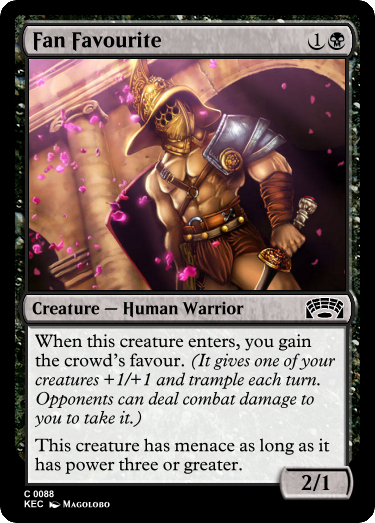 Fan Favourite 1
Creature — Human Warrior
When this creature enters, you gain
the crowd's favour. (It gives one of your
creatures +1/+1 and trample each turn.
Opponents can deal combat damage to
you to take it.)
This creature has menace as long as it
has power three or greater.
2/1
C 0088
KEC Magolobo